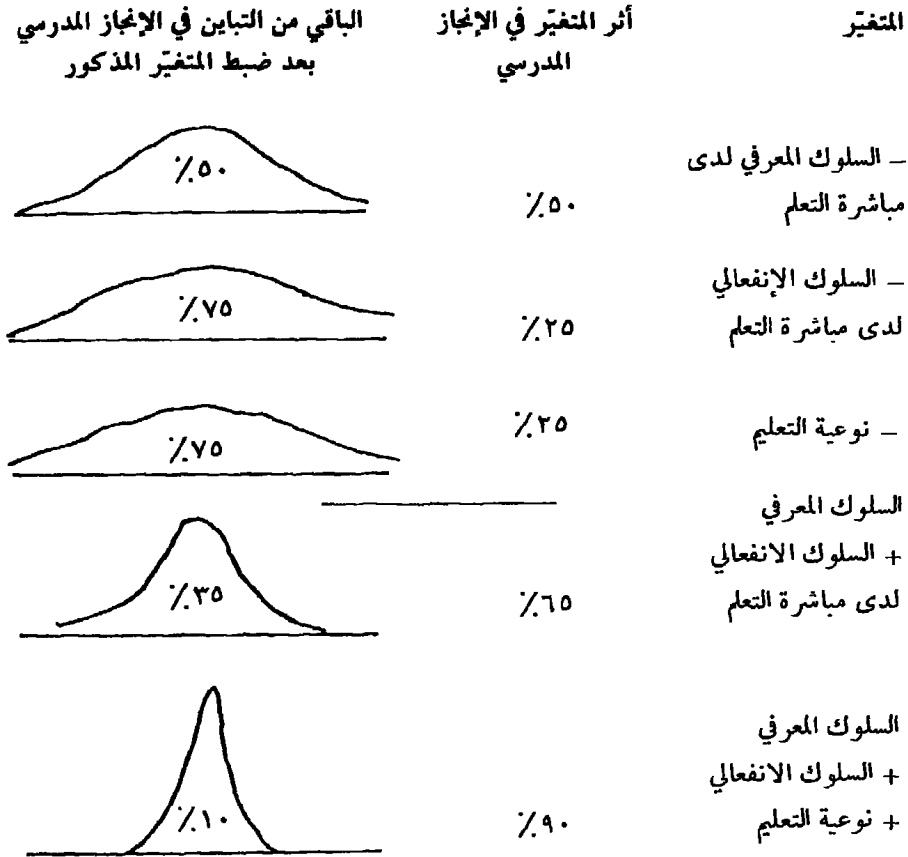 المتغيّر أثر المتغيّر في الإنجاز الباقي من التباين في الإنجاز المدرسي
المدرسي بعد ضبط المتغيّر المذكور
– السلوك المعرفي لدى ٪٥٠
مباشرة التعلم ٪٥٠
– السلوك الإنفعالي ٪٧٥
لدى مباشرة التعلم ٪٢٥
– نوعية التعليم ٪٢٥ ٪٧٥
السلوك المعرفي
+ السلوك الانفعالي
لدى مباشرة التعلم ٪٦٥ ٪٣٥
السلوك المعرفي
+ السلوك الانفعالي
+ نوعية التعليم ٪٩٠ ٪١٠